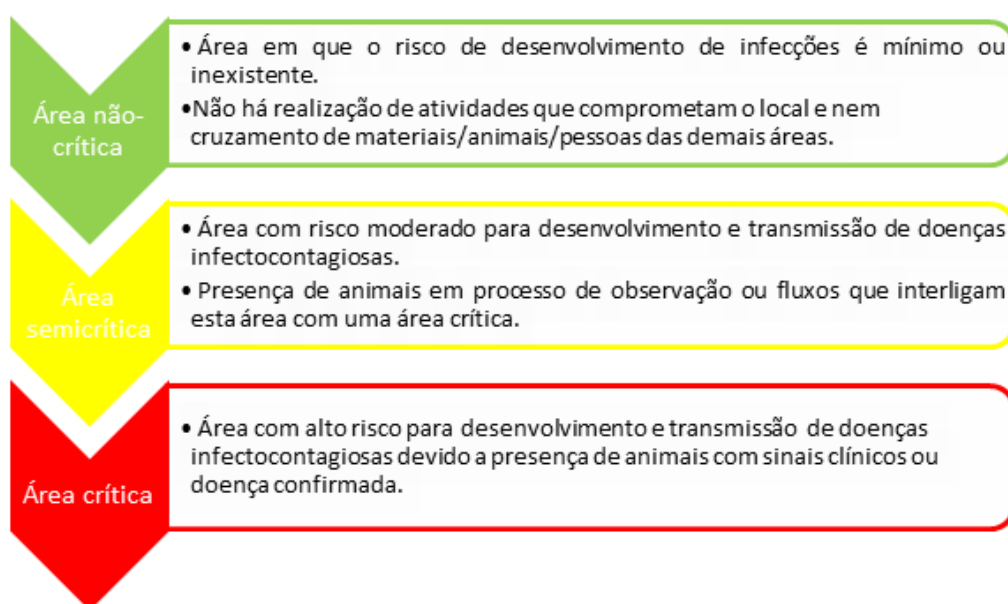 Área não-
crítica
• Área em que o risco de desenvolvimento de infecções é mínimo ou
inexistente.
•Não há realização de atividades que comprometam o local e nem
cruzamento de materiais/animais/pessoas das demais áreas.
Área
semicrítica
• Área com risco moderado para desenvolvimento e transmissão de doenças
infectocontagiosas.
• Presença de animais em processo de observação ou fluxos que interligam
esta área com uma área crítica.
Área crítica
• Área com alto risco para desenvolvimento e transmissão de doenças
infectocontagiosas devido a presença de animais com sinais clínicos ou
doença confirmada.